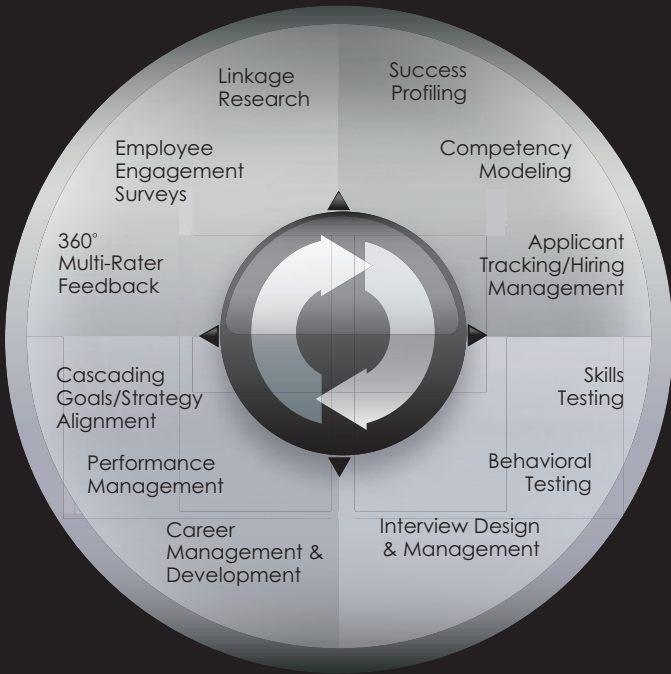 Linkage
Research
Success
Profiling
Employee
Engagement
Surveys
Competency
Modeling
360°
Multi-Rater
Feedback
Applicant
Tracking/Hiring
Management
Cascading
Goals/Strategy
Alignment
Skills
Testing
Performance
Management
Behavioral
Testing
Career
Management &
Development
Interview Design
& Management